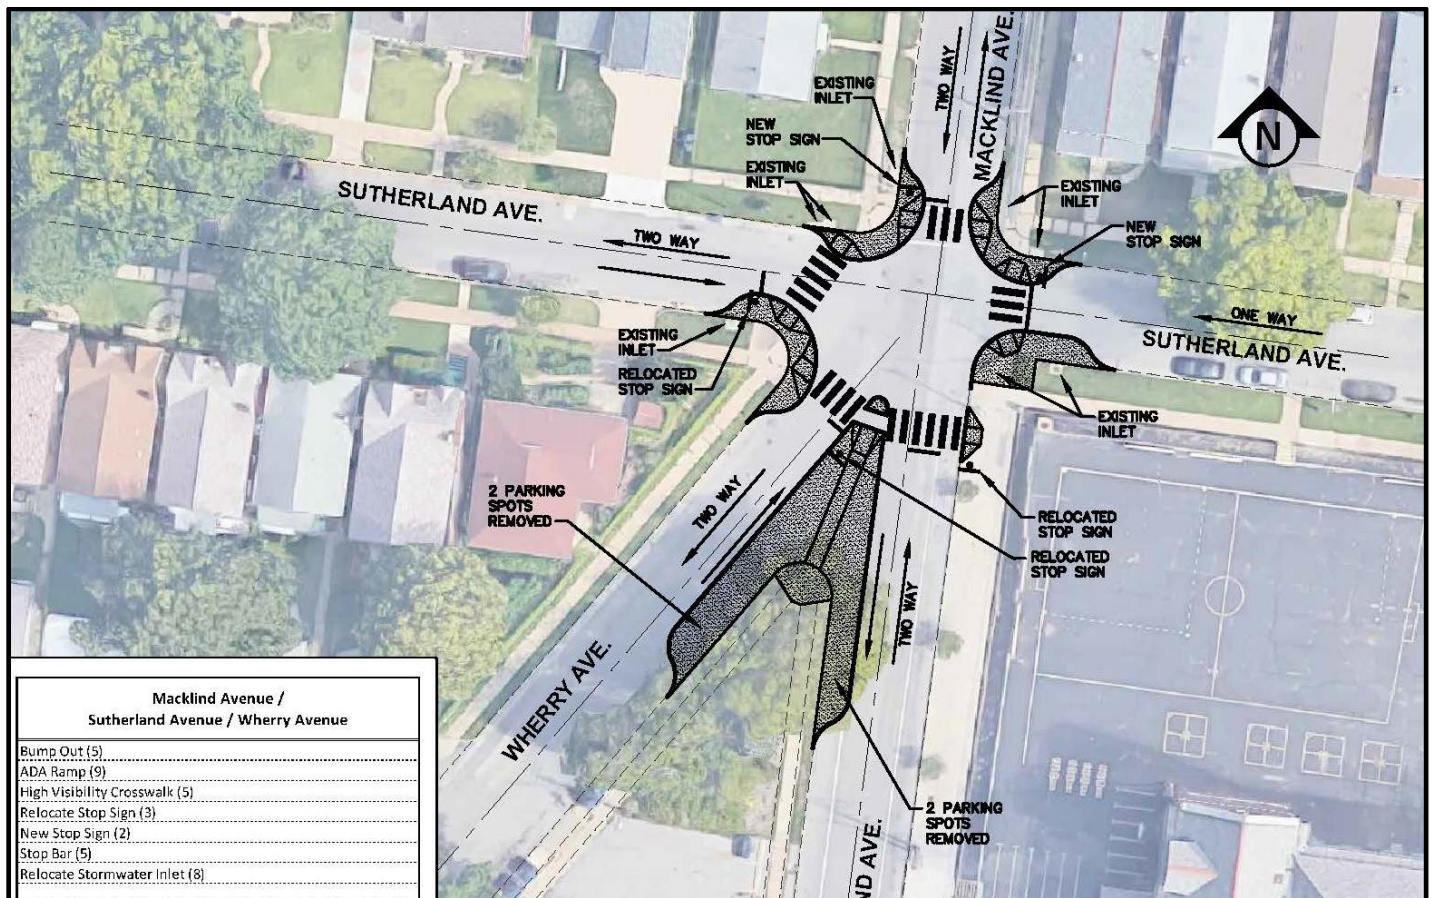 TWO WAY
MACKLIND AVE.
EXISTING
INLET
NEW
STOP SIGN
EXISTING
INLET
N
EXISTING
INLET
NEW
STOP SIGN
SUTHERLAND AVE.
TWO WAY
ONE WAY
SUTHERLAND AVE.
EXISTING
INLET
RELOCATED
STOP SIGN
EXISTING
INLET
2 PARKING
SPOTS
REMOVED
TWO WAY
RELOCATED
STOP SIGN
RELOCATED
STOP SIGN
TWO WAY
WHERRY AVE.
2 PARKING
SPOTS
REMOVED
ND AVE.
Macklind Avenue /
Sutherland Avenue / Wherry Avenue
Bump Out (5)
ADA Ramp (9)
High Visibility Crosswalk (5)
Relocate Stop Sign (3)
New Stop Sign (2)
Stop Bar (5)
Relocate Stormwater Inlet (8)